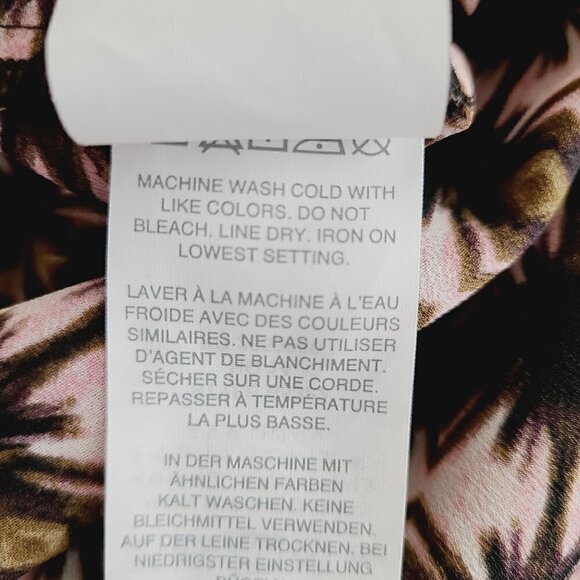 MACHINE WASH COLD WITH
LIKE COLORS. DO NOT
BLEACH. LINE DRY. IRON ON
LOWEST SETTING.
LAVER À LA MACHINE À L'EAU
FROIDE AVEC DES COULEURS
SIMILAIRES. NE PAS UTILISER
D'AGENT DE BLANCHIMENT.
SÉCHER SUR UNE CORDE.
REPASSER À TEMPÉRATURE
LA PLUS BASSE.
IN DER MASCHINE MIT
ÄHNLICHEN FARBEN
KALT WASCHEN. KEINE
BLEICHMITTEL VERWENDEN.
AUF DER LEINE TROCKNEN. BEI
NIEDRIGSTER EINSTELLUNG